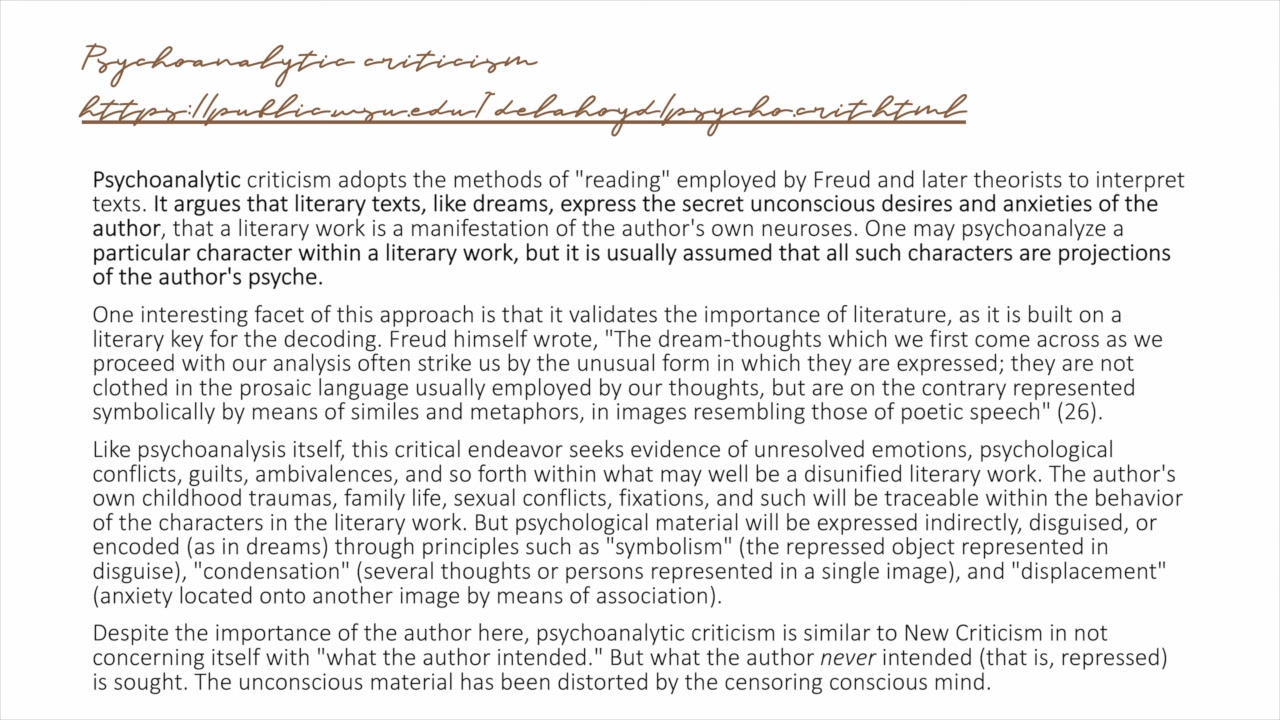 Psychoanalytic criticism
https://public.wsu.edu/~delahoyd/psycho.crit.html
Psychoanalytic criticism adopts the methods of "reading" employed by Freud and later theorists to interpret
texts. It argues that literary texts, like dreams, express the secret unconscious desires and anxieties of the
author, that a literary work is a manifestation of the author's own neuroses. One may psychoanalyze a
particular character within a literary work, but it is usually assumed that all such characters are projections
of the author's psyche.
One interesting facet of this approach is that it validates the importance of literature, as it is built on a
literary key for the decoding. Freud himself wrote, "The dream-thoughts which we first come across as we
proceed with our analysis often strike us by the unusual form in which they are expressed; they are not
clothed in the prosaic language usually employed by our thoughts, but are on the contrary represented
symbolically by means of similes and metaphors, in images resembling those of poetic speech" (26).
Like psychoanalysis itself, this critical endeavor seeks evidence of unresolved emotions, psychological
conflicts, guilts, ambivalences, and so forth within what may well be a disunified literary work. The author's
own childhood traumas, family life, sexual conflicts, fixations, and such will be traceable within the behavior
of the characters in the literary work. But psychological material will be expressed indirectly, disguised, or
encoded (as in dreams) through principles such as "symbolism" (the repressed object represented in
disguise), "condensation" (several thoughts or persons represented in a single image), and "displacement"
(anxiety located onto another image by means of association).
Despite the importance of the author here, psychoanalytic criticism is similar to New Criticism in not
concerning itself with "what the author intended." But what the author never intended (that is, repressed)
is sought. The unconscious material has been distorted by the censoring conscious mind.